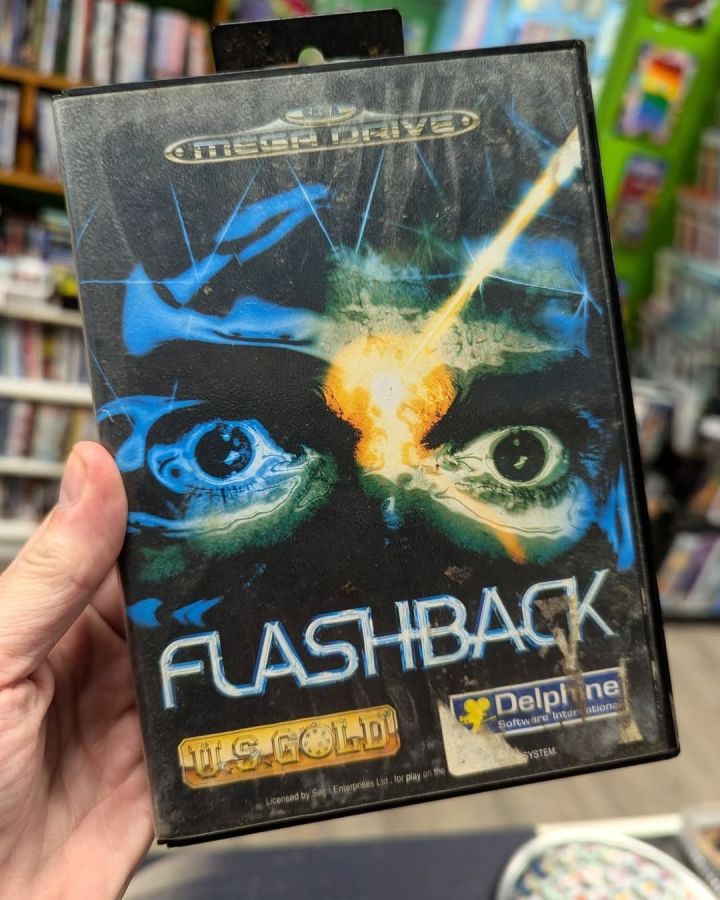 MEGA DRIVE
FLASHBACK
U.S. GOLD
Delphine
Software International
Licensed by Sega Enterprises Ltd. for play on the
SYSTEM.